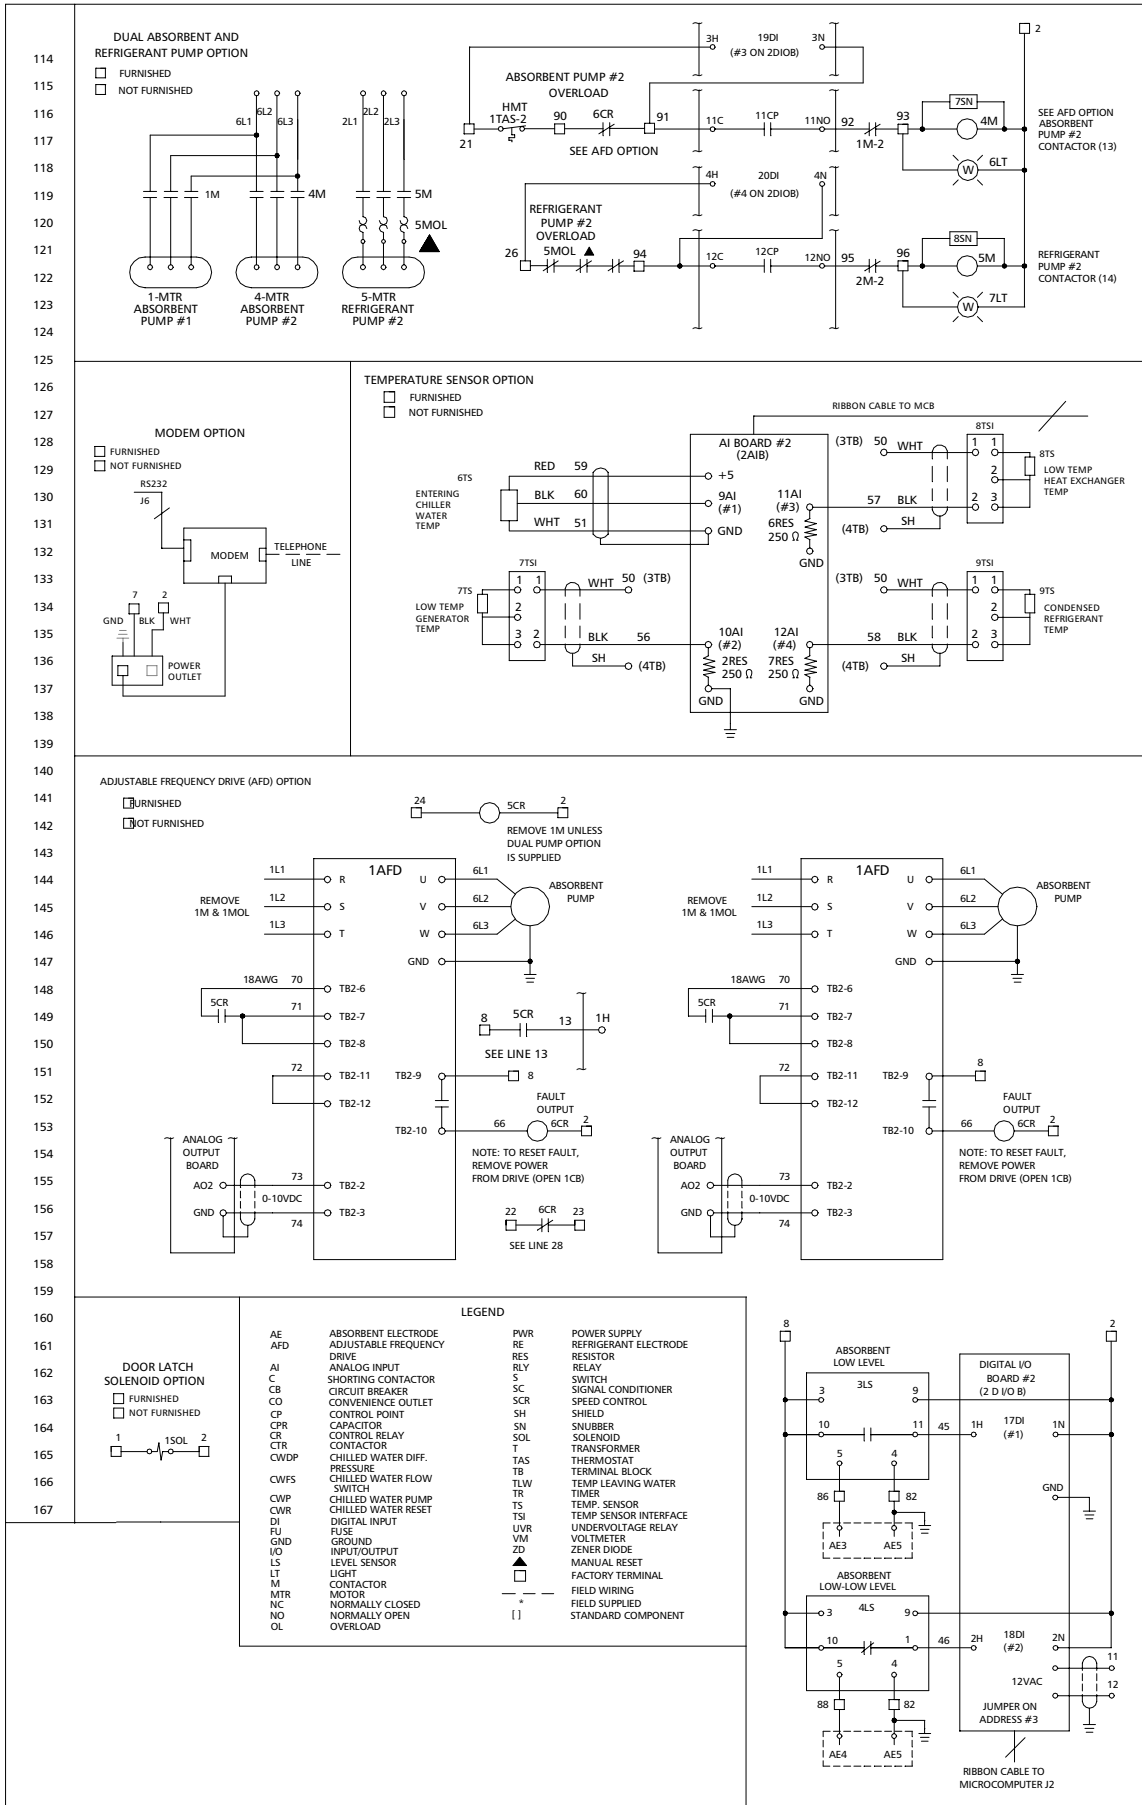 114
115
116
117
118
119
120
121
122
123
124
125
126
127
128
129
130
131
132
133
134
135
136
137
138
139
140
141
142
143
144
145
146
147
148
149
150
151
152
153
154
155
156
157
158
159
160
161
162
163
164
165
166
167
DUAL ABSORBENT AND
REFRIGERANT PUMP OPTION
FURNISHED
NOT FURNISHED
6L1
6L2
6L3
2L1
2L2
2L3
1M
4M
5M
5MOL
1-MTR
ABSORBENT
PUMP #1
4-MTR
ABSORBENT
PUMP #2
5-MTR
REFRIGERANT
PUMP #2
3H
19DI
(#3 ON 2DIOB)
3N
2
ABSORBENT PUMP #2
OVERLOAD
HMT
1TAS-2
21
90
6CR
91
SEE AFD OPTION
11C
11CP
11NO
92
1M-2
93
7SN
4M
W
6LT
SEE AFD OPTION
ABSORBENT
PUMP #2
CONTACTOR (13)
4H
20DI
(#4 ON 2DIOB)
4N
REFRIGERANT
PUMP #2
OVERLOAD
5MOL
26
94
12C
12CP
12NO
95
2M-2
96
8SN
5M
W
7LT
REFRIGERANT
PUMP #2
CONTACTOR (14)
MODEM OPTION
FURNISHED
NOT FURNISHED
RS232
J6
MODEM
TELEPHONE
LINE
7
2
GND
BLK
WHT
POWER
OUTLET
TEMPERATURE SENSOR OPTION
FURNISHED
NOT FURNISHED
RIBBON CABLE TO MCB
AI BOARD #2
(2AIB)
6TS
ENTERING
CHILLER
WATER
TEMP
RED 59
BLK 60
WHT 51
+5
9AI
(#1)
GND
11AI
(#3)
6RES
250 Ω
GND
(3TB) 50 WHT
57 BLK
(4TB) SH
8TSI
1 1
2
2 3
8TS
LOW TEMP
HEAT EXCHANGER
TEMP
7TSI
7TS
LOW TEMP
GENERATOR
TEMP
1 1
2
3 2
WHT 50 (3TB)
BLK 56
SH (4TB)
10AI
(#2)
2RES
250 Ω
GND
12AI
(#4)
7RES
250 Ω
GND
(3TB) 50 WHT
58 BLK
(4TB) SH
9TSI
1 1
2
2 3
9TS
CONDENSED
REFRIGERANT
TEMP
ADJUSTABLE FREQUENCY DRIVE (AFD) OPTION
FURNISHED
NOT FURNISHED
24
5CR
2
REMOVE 1M UNLESS
DUAL PUMP OPTION
IS SUPPLIED
1AFD
1L1 R
1L2 S
1L3 T
REMOVE
1M & 1MOL
U 6L1
V 6L2
W 6L3
GND
ABSORBENT
PUMP
18AWG 70 TB2-6
5CR
71 TB2-7
TB2-8
72 TB2-11
TB2-12
TB2-9 8
TB2-10 66
FAULT
OUTPUT
6CR 2
NOTE: TO RESET FAULT,
REMOVE POWER
FROM DRIVE (OPEN 1CB)
8 5CR 13 1H
SEE LINE 13
ANALOG
OUTPUT
BOARD
AO2 73 TB2-2
0-10VDC
GND 74 TB2-3
22 6CR 23
SEE LINE 28
1AFD
1L1 R
1L2 S
1L3 T
REMOVE
1M & 1MOL
U 6L1
V 6L2
W 6L3
GND
ABSORBENT
PUMP
18AWG 70 TB2-6
5CR
71 TB2-7
TB2-8
72 TB2-11
TB2-12
TB2-9 8
TB2-10 66
FAULT
OUTPUT
6CR 2
NOTE: TO RESET FAULT,
REMOVE POWER
FROM DRIVE (OPEN 1CB)
ANALOG
OUTPUT
BOARD
AO2 73 TB2-2
0-10VDC
GND 74 TB2-3
DOOR LATCH
SOLENOID OPTION
FURNISHED
NOT FURNISHED
1 1SOL 2
LEGEND
AE ABSORBENT ELECTRODE
AFD ADJUSTABLE FREQUENCY
DRIVE
AI ANALOG INPUT
C SHORTING CONTACTOR
CB CIRCUIT BREAKER
CO CONVENIENCE OUTLET
CP CONTROL POINT
CPR CAPACITOR
CR CONTROL RELAY
CTR CONTACTOR
CWDP CHILLED WATER DIFF.
PRESSURE
CWFS CHILLED WATER FLOW
SWITCH
CWP CHILLED WATER PUMP
CWR CHILLED WATER RESET
DI DIGITAL INPUT
FU FUSE
GND GROUND
I/O INPUT/OUTPUT
LS LEVEL SENSOR
LT LIGHT
M CONTACTOR
MTR MOTOR
NC NORMALLY CLOSED
NO NORMALLY OPEN
OL OVERLOAD
PWR POWER SUPPLY
RE REFRIGERANT ELECTRODE
RES RESISTOR
RLY RELAY
S SWITCH
SC SIGNAL CONDITIONER
SCR SPEED CONTROL
SH SHIELD
SN SNUBBER
SOL SOLENOID
T TRANSFORMER
TAS THERMOSTAT
TB TERMINAL BLOCK
TLW TEMP LEAVING WATER
TR TIMER
TS TEMP. SENSOR
TSI TEMP SENSOR INTERFACE
UVR UNDERVOLTAGE RELAY
VM VOLTMETER
ZD ZENER DIODE
MANUAL RESET
FACTORY TERMINAL
FIELD WIRING
* FIELD SUPPLIED
[ ] STANDARD COMPONENT
8
2
ABSORBENT
LOW LEVEL
3 3LS 9
10 11 45
5 4
86 82
AE3 AE5
DIGITAL I/O
BOARD #2
(2 D I/O B)
1H 17DI 1N
(#1)
GND
ABSORBENT
LOW-LOW LEVEL
3 4LS 9
10 1 46
5 4
88 82
AE4 AE5
2H 18DI 2N
(#2)
11
12VAC
12
JUMPER ON
ADDRESS #3
RIBBON CABLE TO
MICROCOMPUTER J2